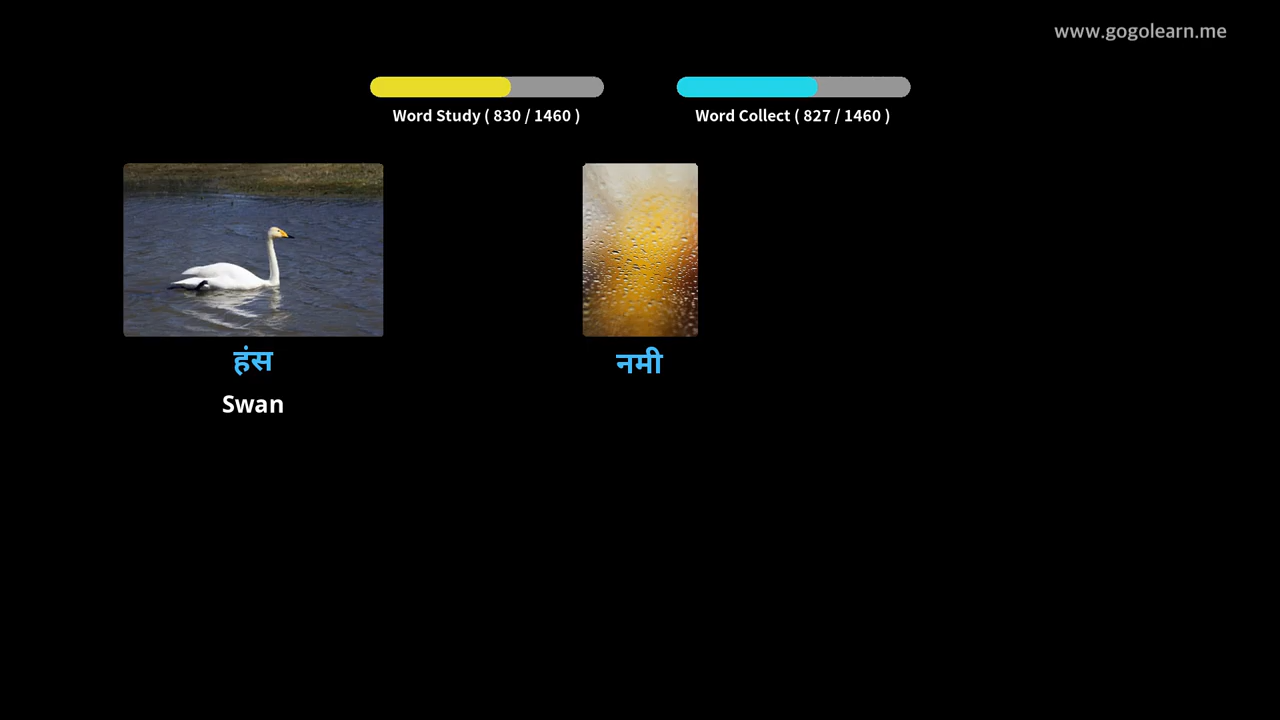 www.gogolearn.me
Word Study ( 830 / 1460 )
Word Collect ( 827 / 1460 )
हंस
Swan
नमी